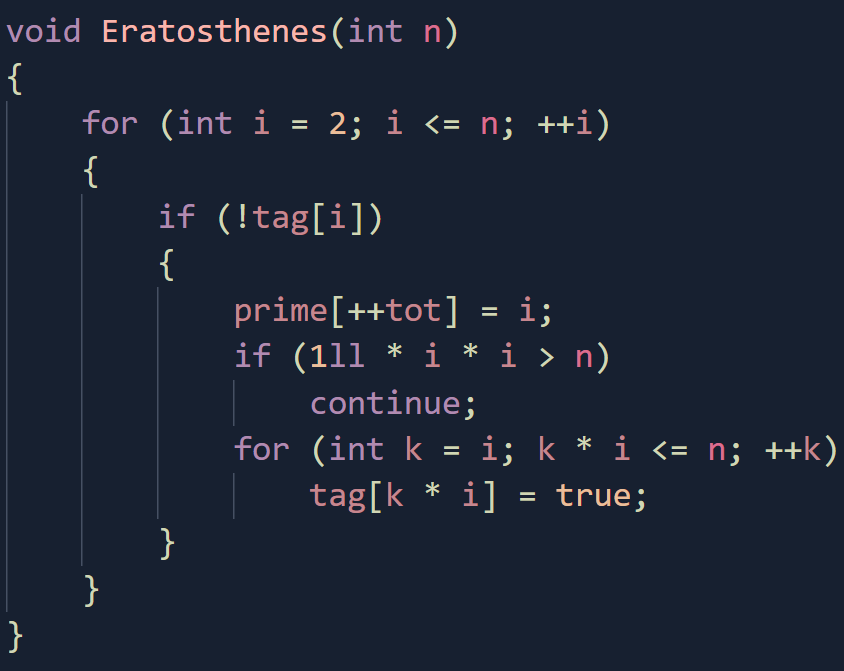 void Eratosthenes(int n)
{
    for (int i = 2; i <= n; ++i)
    {
        if (!tag[i])
        {
            prime[++tot] = i;
            if (1ll * i * i > n)
                continue;
            for (int k = i; k * i <= n; ++k)
                tag[k * i] = true;
        }
    }
}